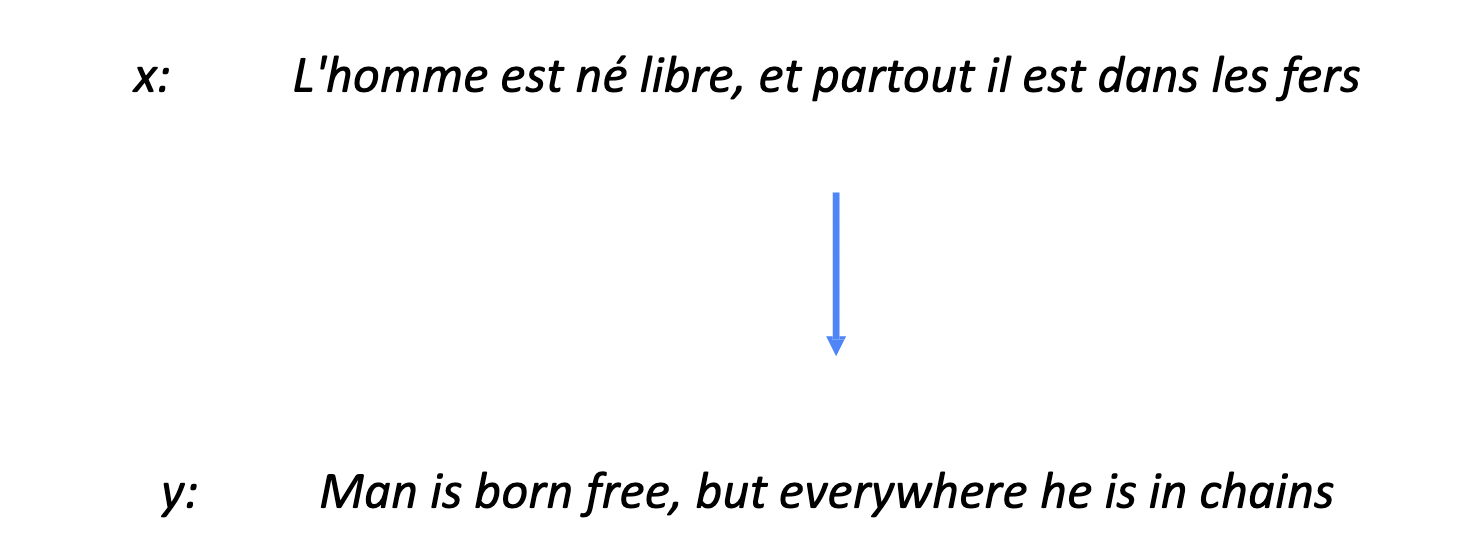 x: L'homme est né libre, et partout il est dans les fers
y: Man is born free, but everywhere he is in chains